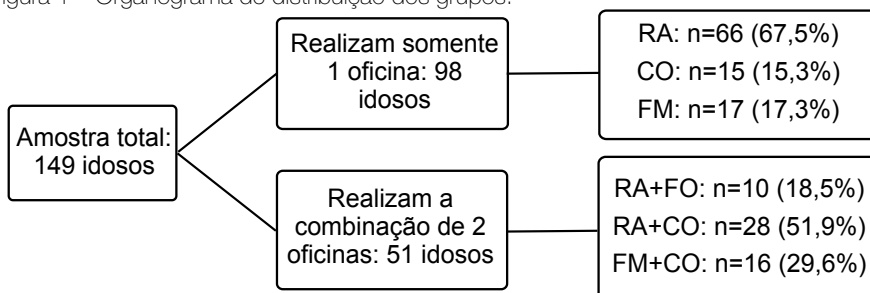 Realizam somente
1 oficina: 98
idosos
RA: n=66 (67,5%)
CO: n=15 (15,3%)
FM: n=17 (17,3%)
Amostra total:
149 idosos
Realizam a
combinação de 2
oficinas: 51 idosos
RA+FO: n=10 (18,5%)
RA+CO: n=28 (51,9%)
FM+CO: n=16 (29,6%)